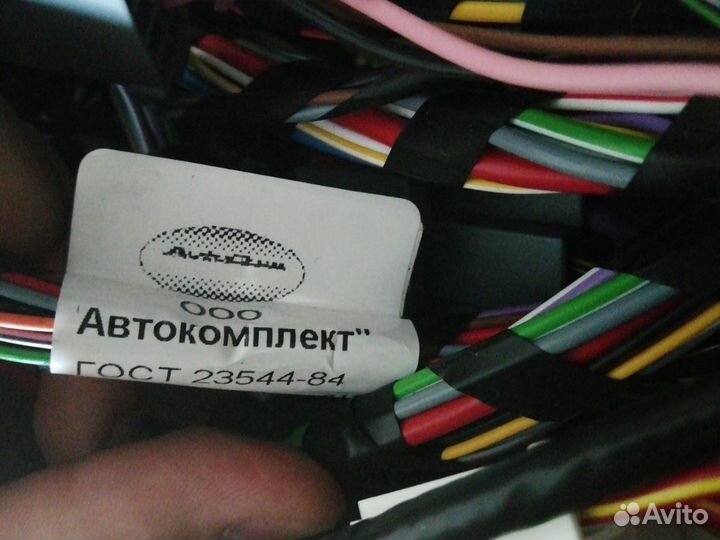 ООО
Автокомплект"
ГОСТ 23544-84
Avito